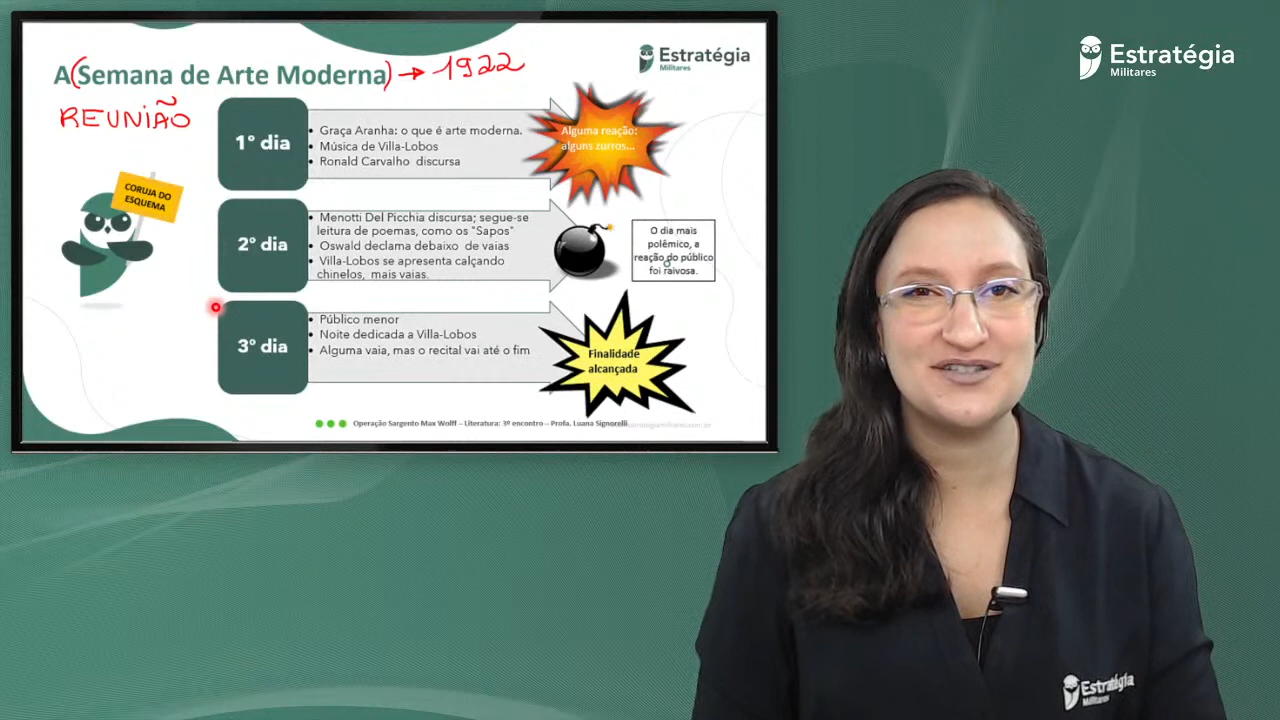 A(Semana de Arte Moderna) → 1922
REUNIÃO
Estratégia
Militares
CORUJA DO
ESQUEMA
1º dia
• Graça Aranha: o que é arte moderna.
• Música de Villa-Lobos
• Ronald Carvalho discursa
Alguma reação:
alguns zurros...
2º dia
• Menotti Del Picchia discursa; segue-se
leitura de poemas, como os "Sapos"
• Oswald declama debaixo de vaias
• Villa-Lobos se apresenta calçando
chinelos, mais vaias.
O dia mais
polêmico, a
reação do público
foi raivosa.
3º dia
• Público menor
• Noite dedicada a Villa-Lobos
• Alguma vaia, mas o recital vai até o fim
Finalidade
alcançada
Operação Sargento Max Wolff – Literatura: 3º encontro – Profa. Luana Signorelli
Estratégia
Militares
Estratégia
Militares